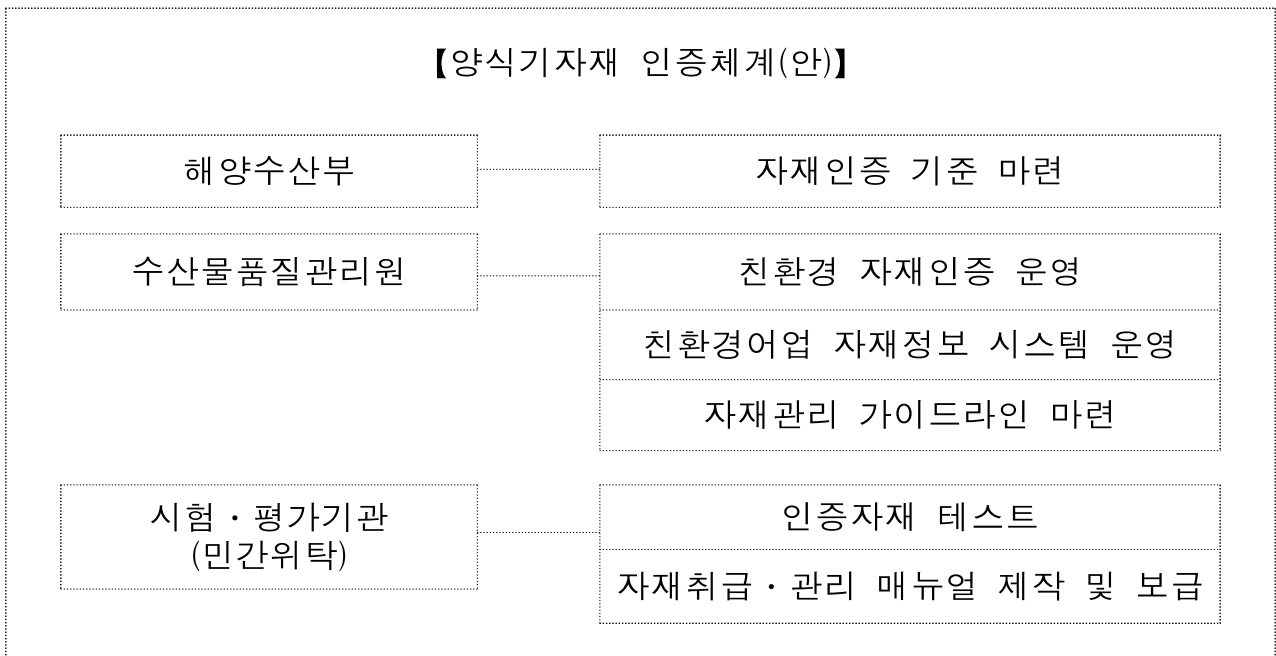 【양식기자재 인증체계(안)】
해양수산부
자재인증 기준 마련
수산물품질관리원
친환경 자재인증 운영
친환경어업 자재정보 시스템 운영
자재관리 가이드라인 마련
시험·평가기관
(민간위탁)
인증자재 테스트
자재취급·관리 매뉴얼 제작 및 보급